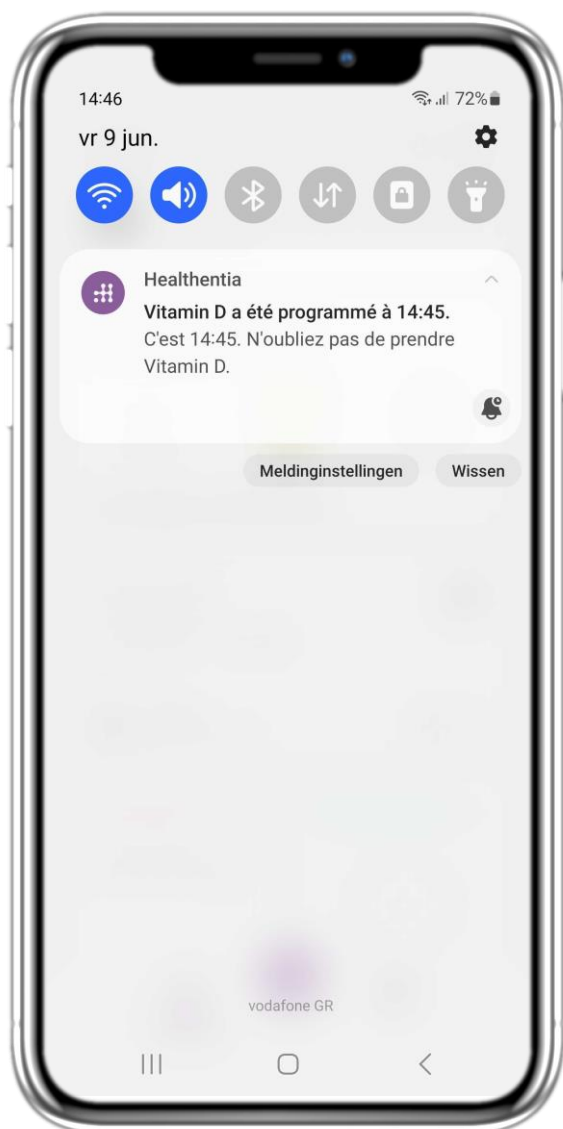 14:46 72%
vr 9 jun.
Healthentia
Vitamin D a été programmé à 14:45.
C'est 14:45. N'oubliez pas de prendre
Vitamin D.
Meldinginstellingen Wissen
vodafone GR